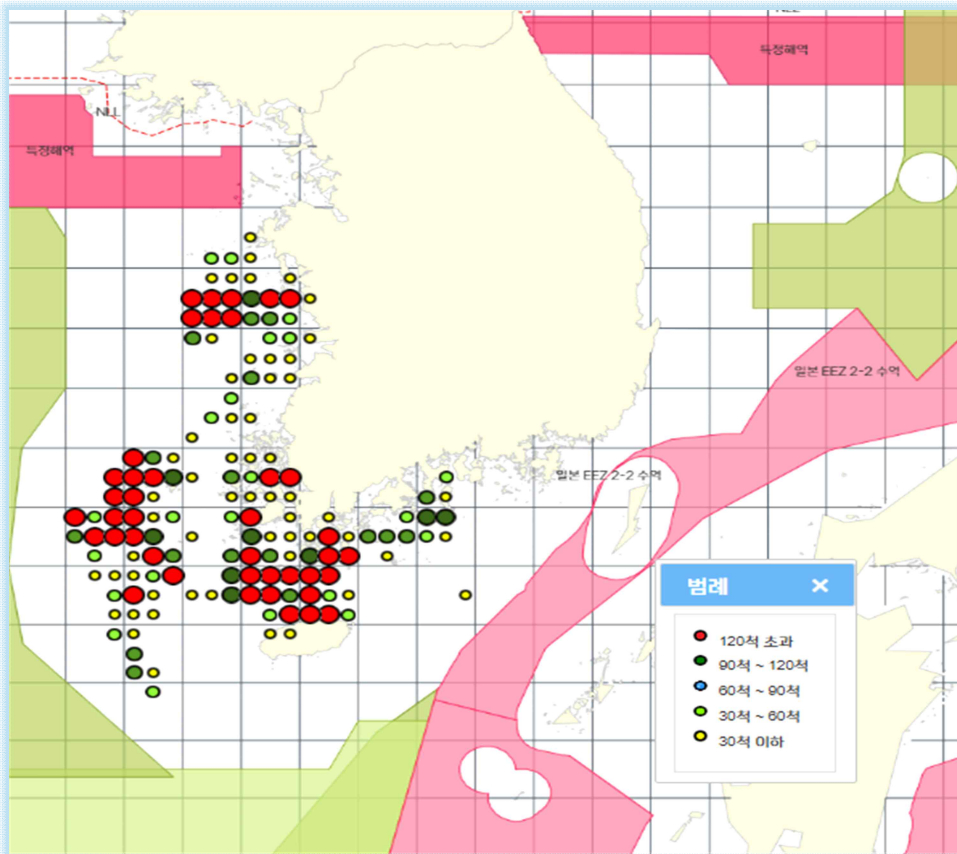 NLL
특정해역
NLL
특정해역
일본 EEZ 2-2 수역
일본 EEZ 2-2 수역
범례 ×
120척 초과
90척 ~ 120척
60척 ~ 90척
30척 ~ 60척
30척 이하